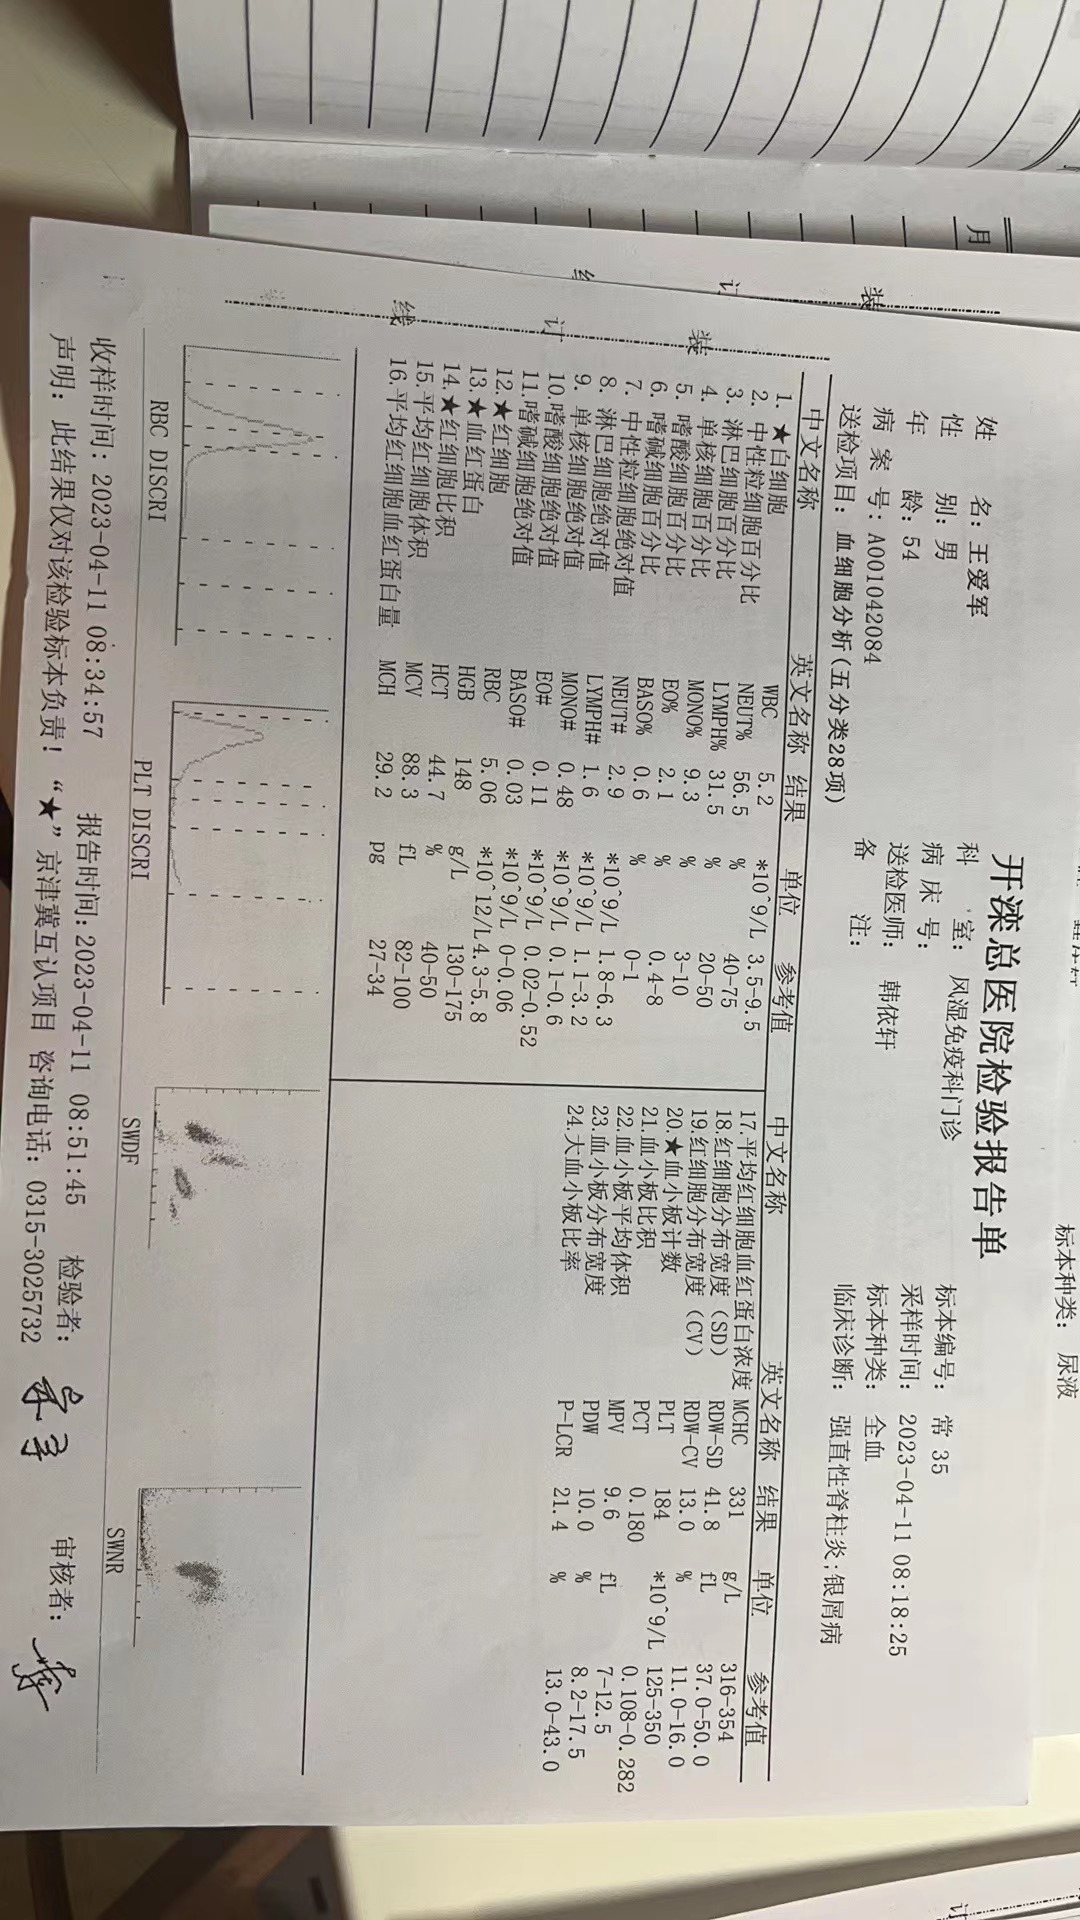 月
装
订
标本种类： 尿液
开滦总医院检验报告单
姓 名：王爱军
科 室： 风湿免疫科门诊
标本编号： 常 35
性 别：男
病 床 号：
采样时间： 2023-04-11 08:18:25
年 龄：54
送检医师： 韩依轩
标本种类： 全血
病 案 号：A001042084
备 注：
临床诊断： 强直性脊柱炎;银屑病
送检项目：血细胞分析(五分类28项)
中文名称 英文名称 结果 单位 参考值
1. ★白细胞 WBC 5.2 *10^9/L 3.5-9.5
2. 中性粒细胞百分比 NEUT% 56.5 % 40-75
3. 淋巴细胞百分比 LYMPH% 31.5 % 20-50
4. 单核细胞百分比 MONO% 9.3 % 3-10
5. 嗜酸细胞百分比 EO% 2.1 % 0.4-8
6. 嗜碱细胞百分比 BASO% 0.6 % 0-1
7. 中性粒细胞绝对值 NEUT# 2.9 *10^9/L 1.8-6.3
8. 淋巴细胞绝对值 LYMPH# 1.6 *10^9/L 1.1-3.2
9. 单核细胞绝对值 MONO# 0.48 *10^9/L 0.1-0.6
10.嗜酸细胞绝对值 EO# 0.11 *10^9/L 0.02-0.52
11.嗜碱细胞绝对值 BASO# 0.03 *10^9/L 0-0.06
12.★红细胞 RBC 5.06 *10^12/L 4.3-5.8
13.★血红蛋白 HGB 148 g/L 130-175
14.★红细胞比积 HCT 44.7 % 40-50
15.平均红细胞体积 MCV 88.3 fL 82-100
16.平均红细胞血红蛋白量 MCH 29.2 pg 27-34
中文名称 英文名称 结果 单位 参考值
17.平均红细胞血红蛋白浓度 MCHC 331 g/L 316-354
18.红细胞分布宽度(SD) RDW-SD 41.8 fL 37.0-50.0
19.红细胞分布宽度(CV) RDW-CV 13.0 % 11.0-16.0
20.★血小板计数 PLT 184 *10^9/L 125-350
21.血小板比积 PCT 0.180 0.108-0.282
22.血小板平均体积 MPV 9.6 fL 7-12.5
23.血小板分布宽度 PDW 10.0 % 8.2-17.5
24.大血小板比率 P-LCR 21.4 % 13.0-43.0
装 订 线
RBC DISCRI
PLT DISCRI
SWDF
SWNR
收样时间：2023-04-11 08:34:57 报告时间:2023-04-11 08:51:45 检验者： 审核者：
声明：此结果仅对该检验标本负责！“★”京津冀互认项目 咨询电话：0315-3025732
订